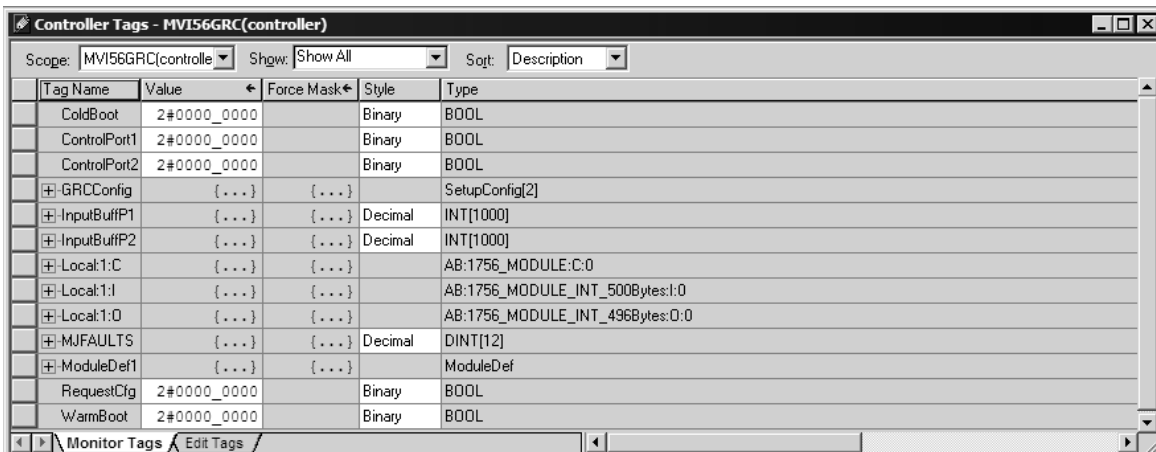 Controller Tags - MVI56GRC(controller)
Scope: MVI56GRC(controlle Show: Show All Sort: Description
Tag Name Value Force Mask Style Type
ColdBoot 2#0000_0000 Binary BOOL
ControlPort1 2#0000_0000 Binary BOOL
ControlPort2 2#0000_0000 Binary BOOL
+-GRCConfig {...} {...} SetupConfig[2]
+-InputBuffP1 {...} {...} Decimal INT[1000]
+-InputBuffP2 {...} {...} Decimal INT[1000]
+-Local:1:C {...} {...} AB:1756_MODULE:C:0
+-Local:1:I {...} {...} AB:1756_MODULE_INT_500Bytes:I:0
+-Local:1:O {...} {...} AB:1756_MODULE_INT_496Bytes:O:0
+-MJFAULTS {...} {...} Decimal DINT[12]
+-ModuleDef1 {...} {...} ModuleDef
RequestCfg 2#0000_0000 Binary BOOL
WarmBoot 2#0000_0000 Binary BOOL
Monitor Tags Edit Tags